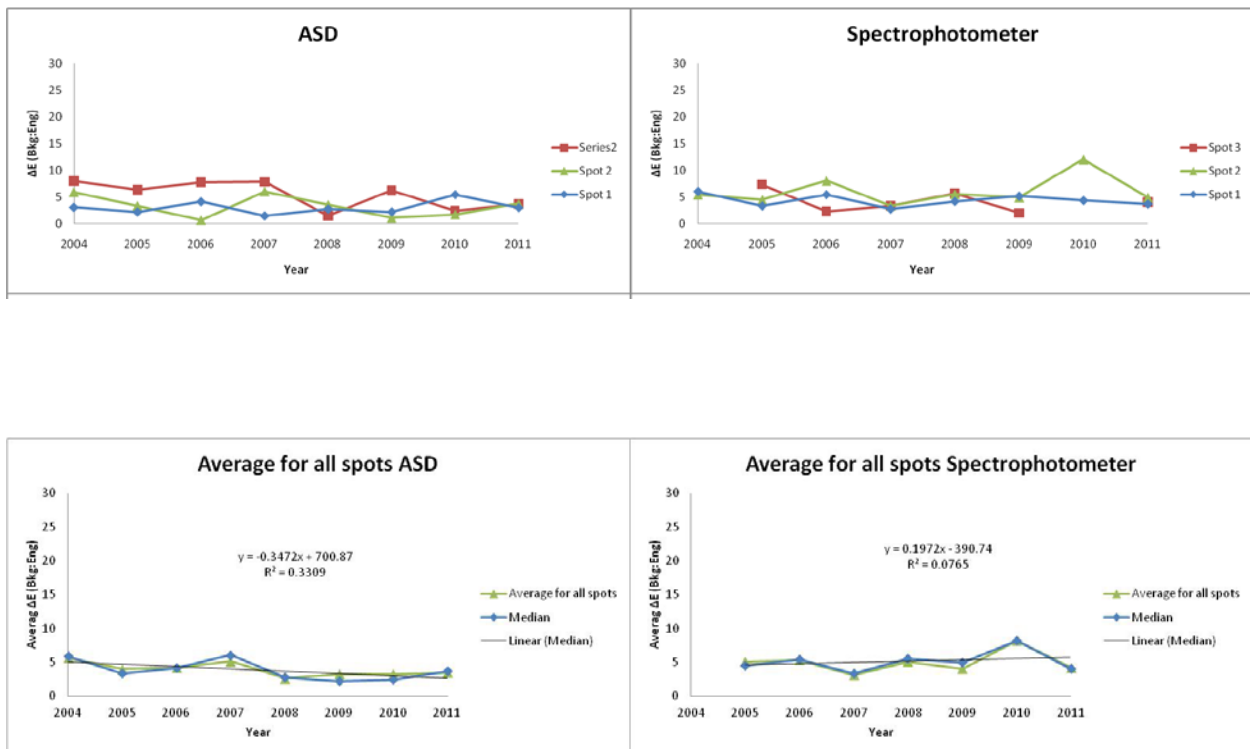 ASD
30
25
20
15
10
5
0
ΔE (Bkg:Eng)
2004 2005 2006 2007 2008 2009 2010 2011
Year
Series2
Spot 2
Spot 1
Spectrophotometer
30
25
20
15
10
5
0
ΔE (Bkg:Eng)
2004 2005 2006 2007 2008 2009 2010 2011
Year
Spot 3
Spot 2
Spot 1
Average for all spots ASD
30
25
20
15
10
5
0
Averag ΔE (Bkg:Eng)
y = -0.3472x + 700.87
R² = 0.3309
2004 2005 2006 2007 2008 2009 2010 2011
Year
Average for all spots
Median
Linear (Median)
Average for all spots Spectrophotometer
30
25
20
15
10
5
0
Averag ΔE (Bkg:Eng)
y = 0.1972x - 390.74
R² = 0.0765
2004 2005 2006 2007 2008 2009 2010 2011
Year
Average for all spots
Median
Linear (Median)